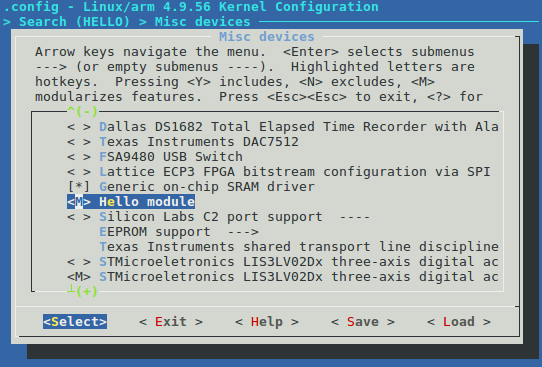 .config - Linux/arm 4.9.56 Kernel Configuration
> Search (HELLO) > Misc devices
Misc devices
Arrow keys navigate the menu.  <Enter> selects submenus
---> (or empty submenus ----).  Highlighted letters are
hotkeys.  Pressing <Y> includes, <N> excludes, <M>
modularizes features.  Press <Esc><Esc> to exit, <?> for
^(-)
< > Dallas DS1682 Total Elapsed Time Recorder with Ala
< > Texas Instruments DAC7512
< > FSA9480 USB Switch
< > Lattice ECP3 FPGA bitstream configuration via SPI
[*] Generic on-chip SRAM driver
<M> Hello module
< > Silicon Labs C2 port support  ----
EEPROM support  --->
Texas Instruments shared transport line discipline
< > STMicroeletronics LIS3LV02Dx three-axis digital ac
<M> STMicroeletronics LIS3LV02Dx three-axis digital ac
┴(+)
<Select>    < Exit >    < Help >    < Save >    < Load >